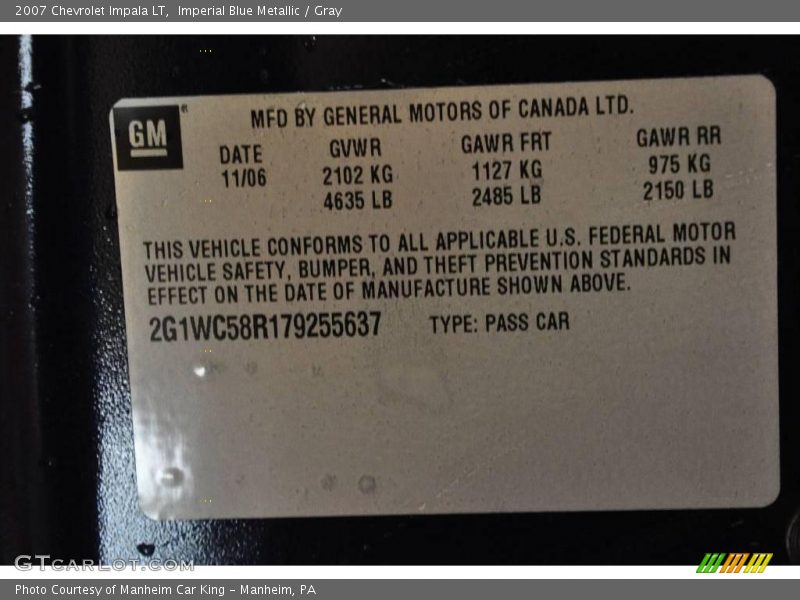 2007 Chevrolet Impala LT, Imperial Blue Metallic / Gray
GM
MFD BY GENERAL MOTORS OF CANADA LTD.
DATE GVWR GAWR FRT GAWR RR
11/06 2102 KG 1127 KG 975 KG
4635 LB 2485 LB 2150 LB
THIS VEHICLE CONFORMS TO ALL APPLICABLE U.S. FEDERAL MOTOR
VEHICLE SAFETY, BUMPER, AND THEFT PREVENTION STANDARDS IN
EFFECT ON THE DATE OF MANUFACTURE SHOWN ABOVE.
2G1WC58R179255637 TYPE: PASS CAR
GTcarlot.com
Photo Courtesy of Manheim Car King - Manheim, PA